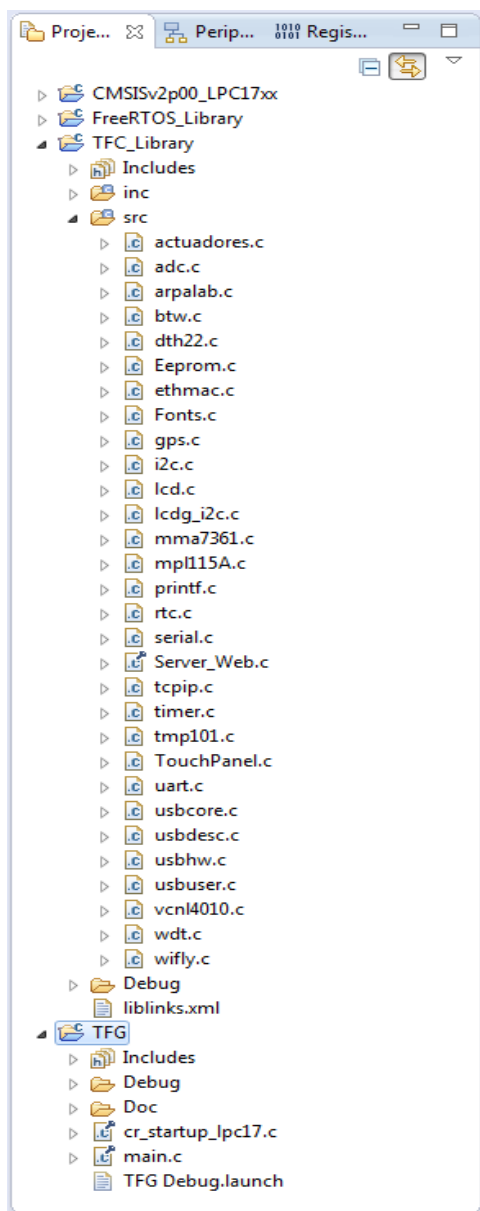 Proje... Perip... 1010 0101 Regis...
CMSISv2p00_LPC17xx
FreeRTOS_Library
TFC_Library
Includes
inc
src
actuadores.c
adc.c
arpalab.c
btw.c
dth22.c
Eeprom.c
ethmac.c
Fonts.c
gps.c
i2c.c
lcd.c
lcdg_i2c.c
mma7361.c
mpl115A.c
printf.c
rtc.c
serial.c
Server_Web.c
tcpip.c
timer.c
tmp101.c
TouchPanel.c
uart.c
usbcore.c
usbdesc.c
usbhw.c
usbuser.c
vcnl4010.c
wdt.c
wifly.c
Debug
liblinks.xml
TFG
Includes
Debug
Doc
cr_startup_lpc17.c
main.c
TFG Debug.launch